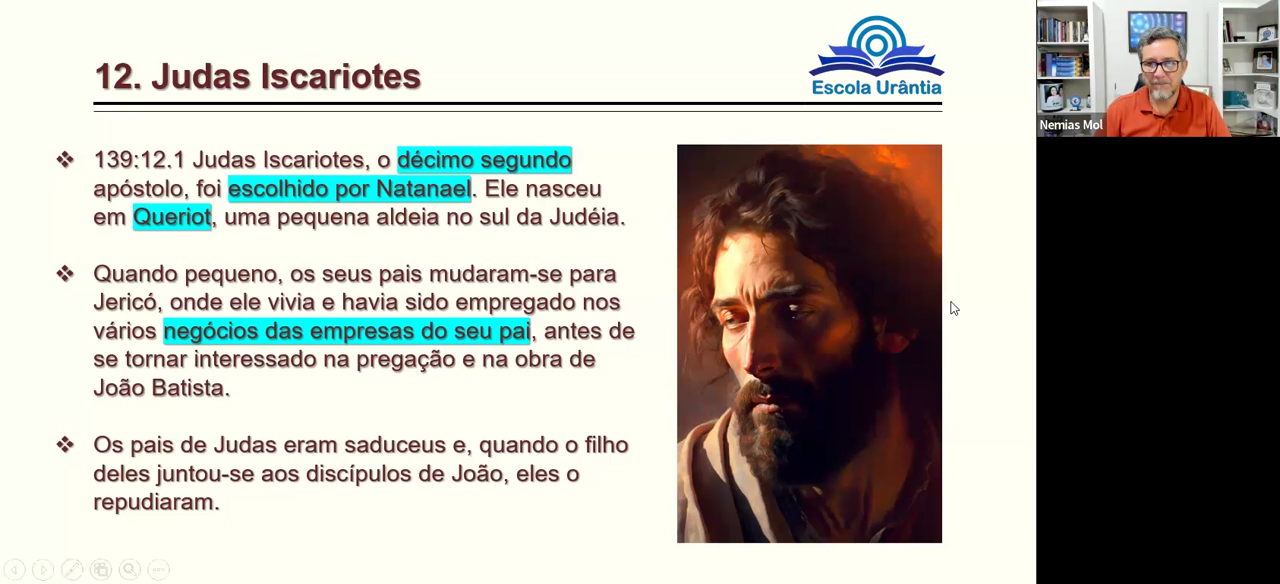 12. Judas Iscariotes
Escola Urântia
Nemias Mol
❖ 139:12.1 Judas Iscariotes, o décimo segundo
apóstolo, foi escolhido por Natanael. Ele nasceu
em Queriot, uma pequena aldeia no sul da Judéia.
❖ Quando pequeno, os seus pais mudaram-se para
Jericó, onde ele vivia e havia sido empregado nos
vários negócios das empresas do seu pai, antes de
se tornar interessado na pregação e na obra de
João Batista.
❖ Os pais de Judas eram saduceus e, quando o filho
deles juntou-se aos discípulos de João, eles o
repudiaram.